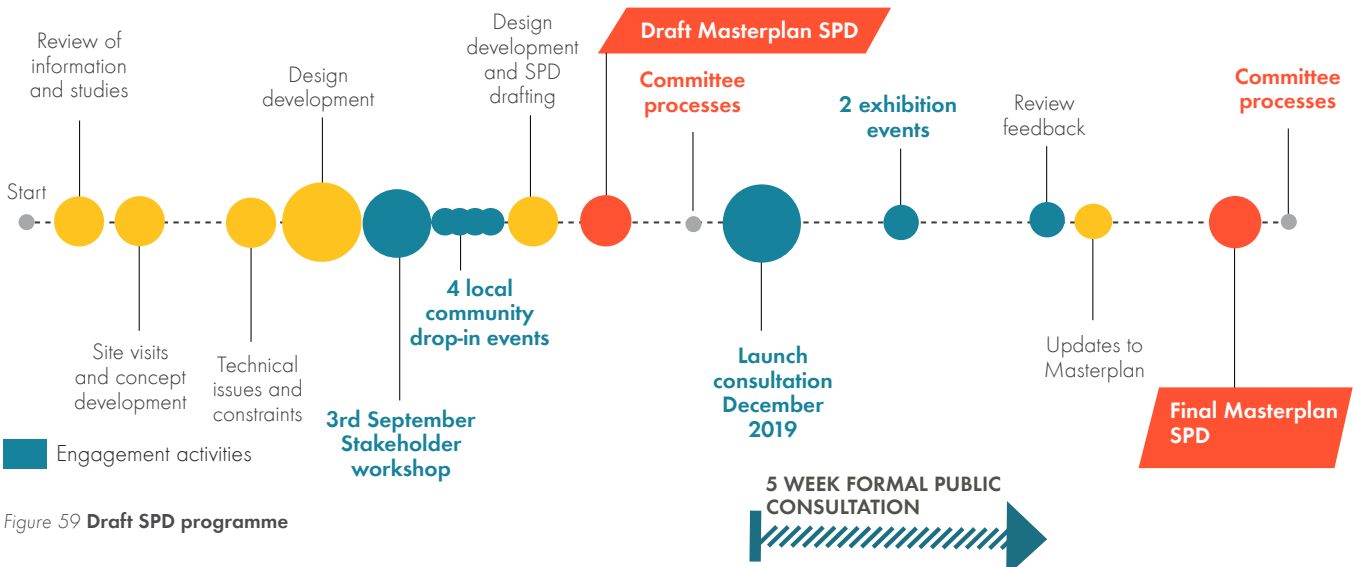 Start
Review of
information
and studies
Site visits
and concept
development
Technical
issues and
constraints
Design
development
3rd September
Stakeholder
workshop
4 local
community
drop-in events
Design
development
and SPD
drafting
Draft Masterplan SPD
Committee
processes
Launch
consultation
December
2019
2 exhibition
events
Review
feedback
Updates to
Masterplan
Final Masterplan
SPD
Committee
processes
Engagement activities
5 WEEK FORMAL PUBLIC
CONSULTATION
Figure 59 Draft SPD programme